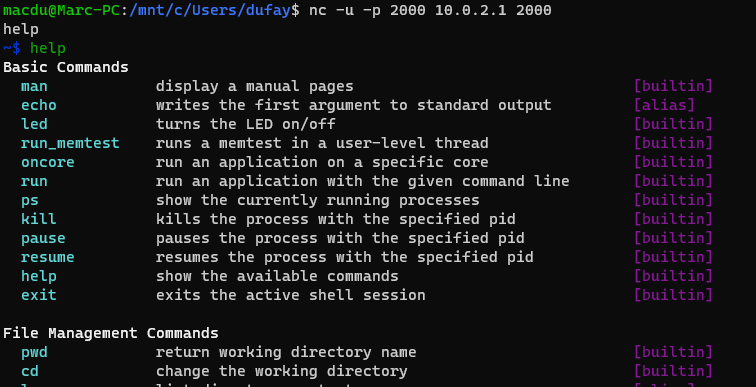 macdu@Marc-PC:/mnt/c/Users/dufay$ nc -u -p 2000 10.0.2.1 2000
help
~$ help
Basic Commands
man display a manual pages [builtin]
echo writes the first argument to standard output [alias]
led turns the LED on/off [builtin]
run_memtest runs a memtest in a user-level thread [builtin]
oncore run an application on a specific core [builtin]
run run an application with the given command line [builtin]
ps show the currently running processes [builtin]
kill kills the process with the specified pid [builtin]
pause pauses the process with the specified pid [builtin]
resume resumes the process with the specified pid [builtin]
help show the available commands [builtin]
exit exits the active shell session [builtin]
File Management Commands
pwd return working directory name [builtin]
cd change the working directory [builtin]